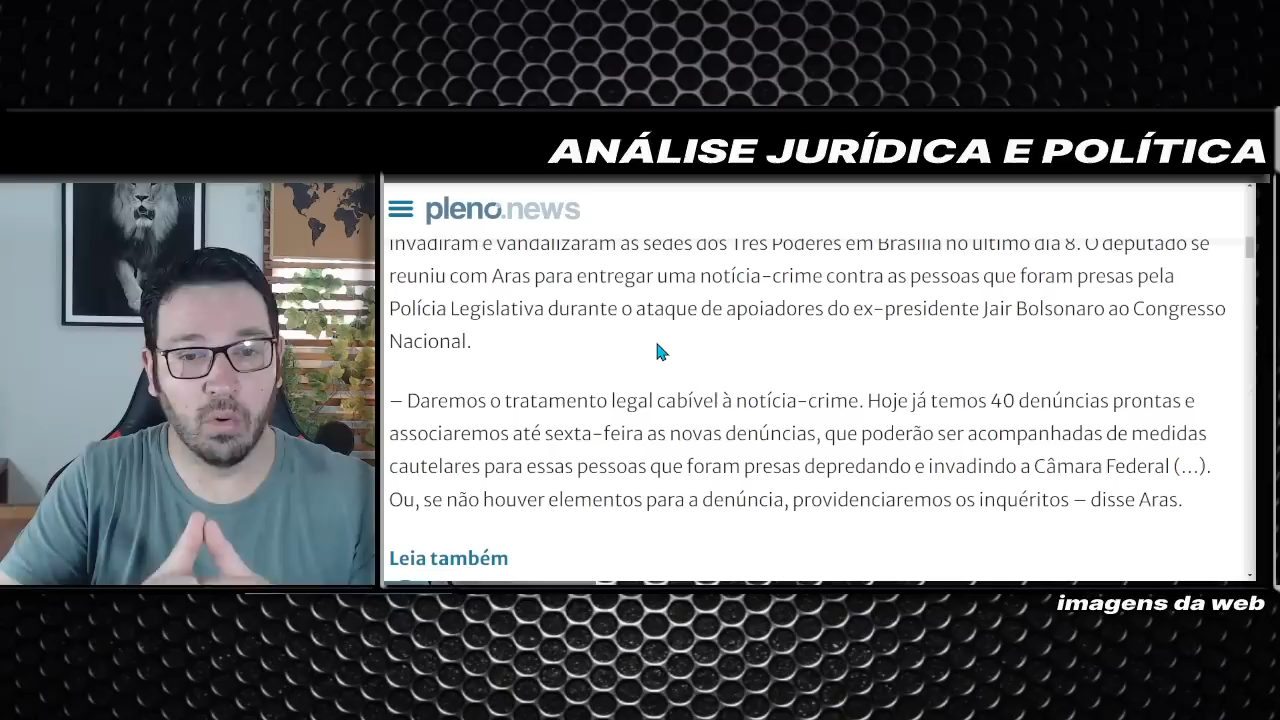 ANÁLISE JURÍDICA E POLÍTICA
pleno.news
invadiram e vandalizaram as sedes dos Três Poderes em Brasília no último dia 8. O deputado se
reuniu com Aras para entregar uma notícia-crime contra as pessoas que foram presas pela
Polícia Legislativa durante o ataque de apoiadores do ex-presidente Jair Bolsonaro ao Congresso
Nacional.
– Daremos o tratamento legal cabível à notícia-crime. Hoje já temos 40 denúncias prontas e
associaremos até sexta-feira as novas denúncias, que poderão ser acompanhadas de medidas
cautelares para essas pessoas que foram presas depredando e invadindo a Câmara Federal (...).
Ou, se não houver elementos para a denúncia, providenciaremos os inquéritos – disse Aras.
Leia também
imagens da web